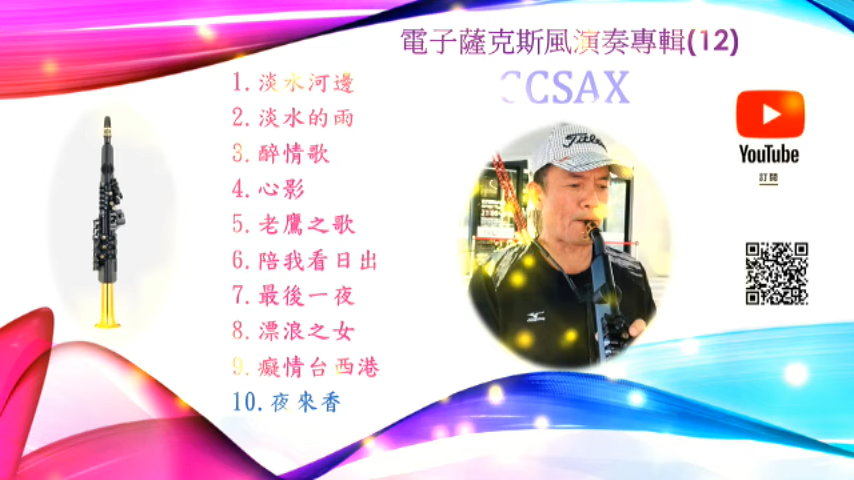 電子薩克斯風演奏專輯(12)
CCSAX
1.淡水河邊
2.淡水的雨
3.醉情歌
4.心影
5.老鷹之歌
6.陪我看日出
7.最後一夜
8.漂浪之女
9.癡情台西港
10.夜來香
YouTube
訂閱